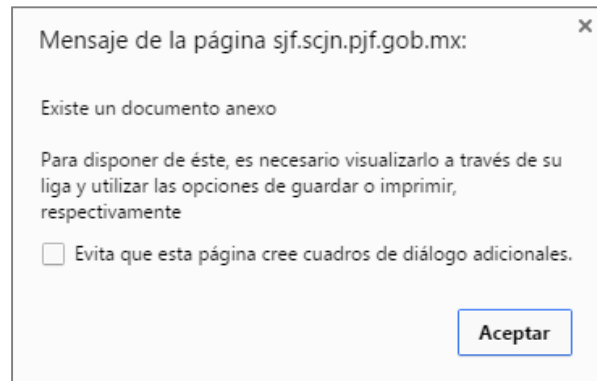 Mensaje de la página sjf.scjn.pjf.gob.mx:
Existe un documento anexo
Para disponer de éste, es necesario visualizarlo a través de su
liga y utilizar las opciones de guardar o imprimir,
respectivamente
Evita que esta página cree cuadros de diálogo adicionales.
Aceptar